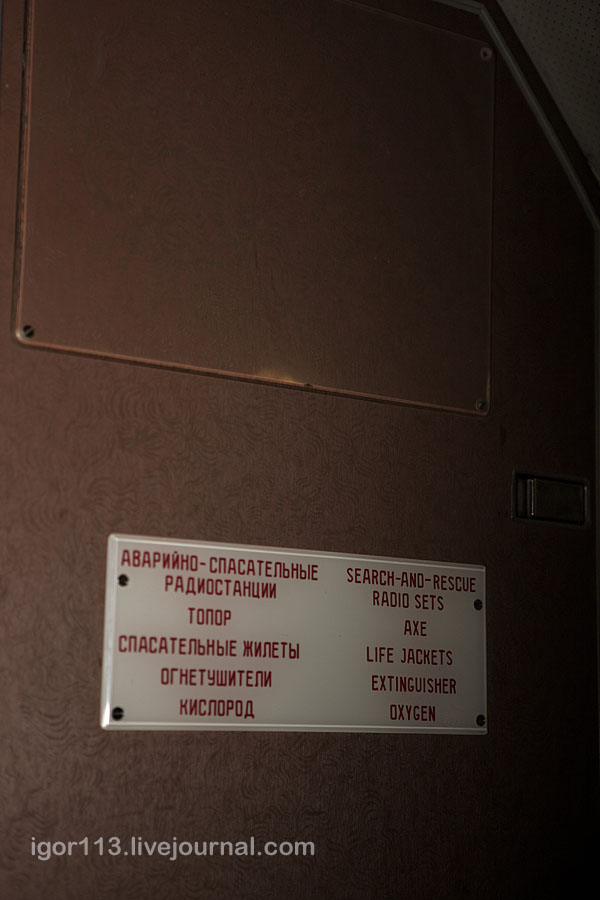 АВАРИЙНО-СПАСАТЕЛЬНЫЕ
РАДИОСТАНЦИИ
ТОПОР
СПАСАТЕЛЬНЫЕ ЖИЛЕТЫ
ОГНЕТУШИТЕЛИ
КИСЛОРОД
SEARCH-AND-RESCUE
RADIO SETS
AXE
LIFE JACKETS
EXTINGUISHER
OXYGEN
igor113.livejournal.com